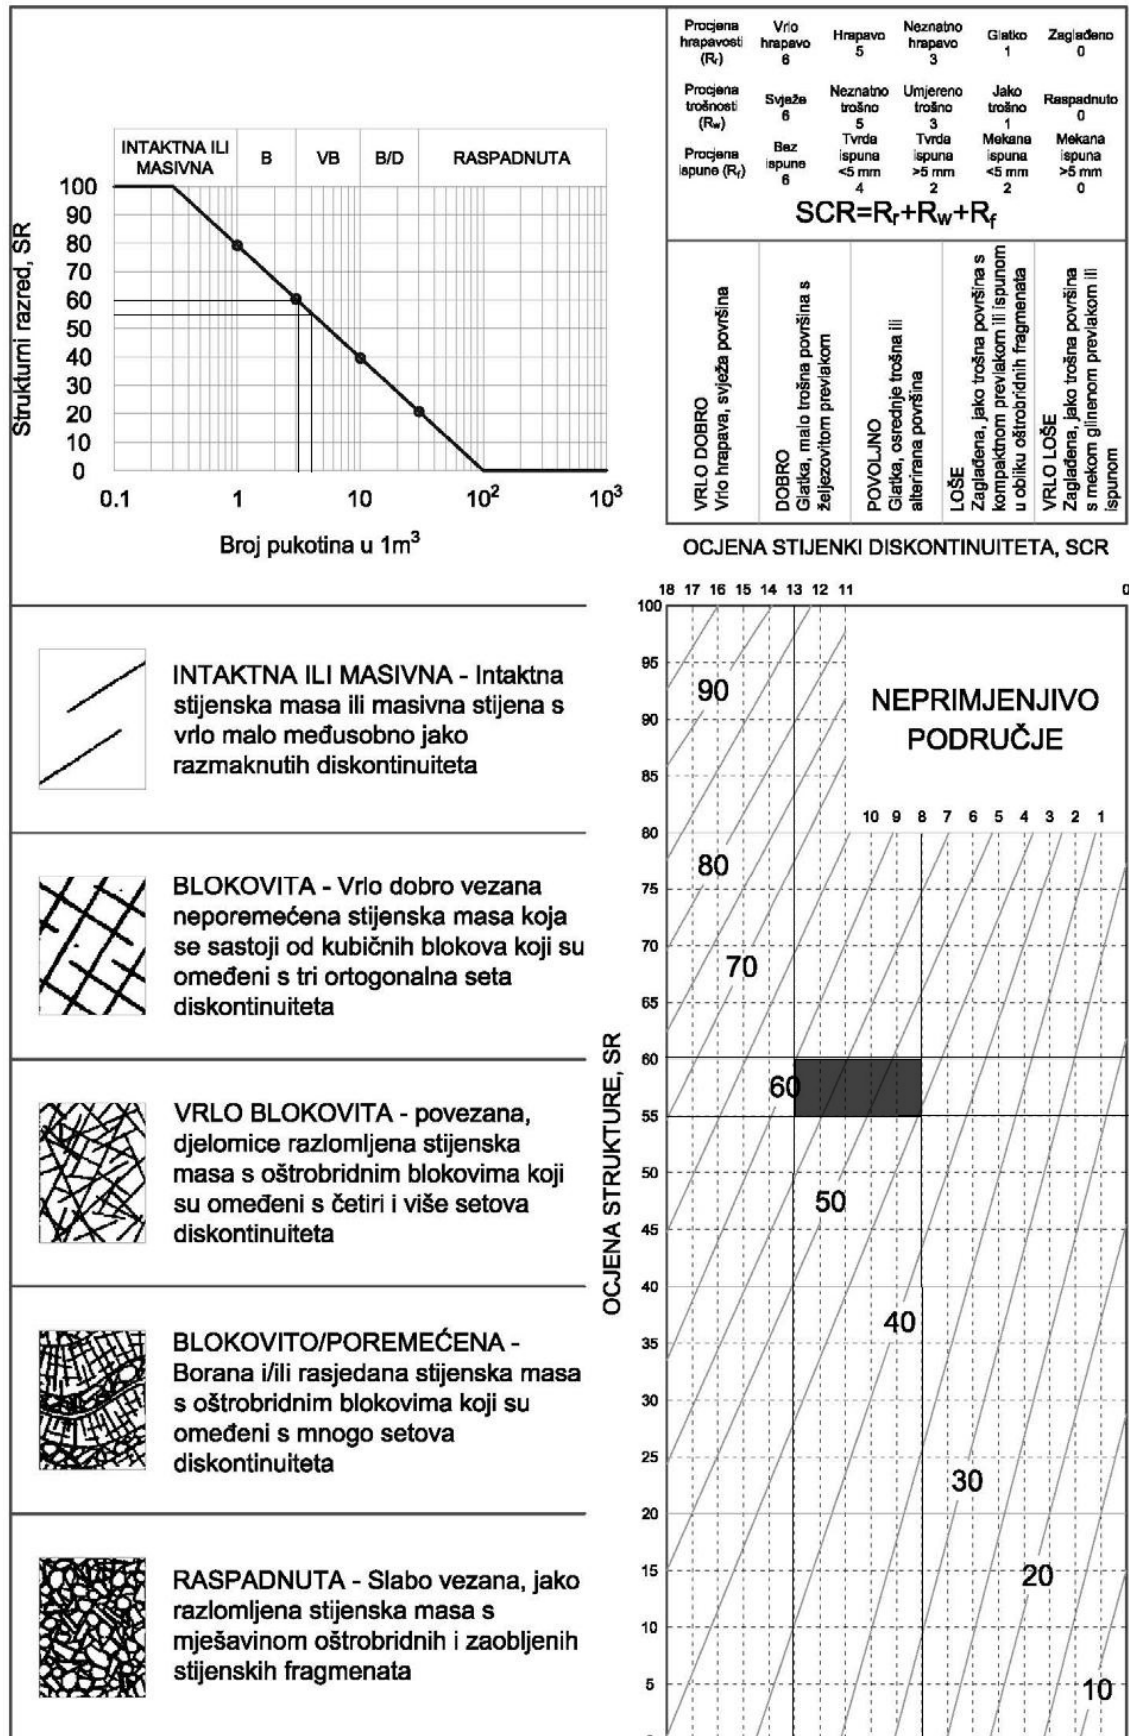 Procjena hrapavosti (Rr) Vrlo hrapavo 6 Hrapavo 5 Neznatno hrapavo 3 Glatko 1 Zaglađeno 0
Procjena trošnosti (Rw) Svježe 6 Neznatno trošno 5 Umjereno trošno 3 Jako trošno 1 Raspadnuto 0
Procjena ispune (Rf) Bez ispune 6 Tvrda ispuna <5 mm 4 Tvrda ispuna >5 mm 2 Mekana ispuna <5 mm 2 Mekana ispuna >5 mm 0
SCR=Rr+Rw+Rf
INTAKTNA ILI
MASIVNA
B
VB
B/D
RASPADNUTA
Strukturni razred, SR
100
90
80
70
60
50
40
30
20
10
0
0.1 1 10 10² 10³
Broj pukotina u 1m³
VRLO DOBRO
Vrlo hrapava, svježa površina
DOBRO
Glatka, malo trošna površina s
željezovitom prevlakom
POVOLJNO
Glatka, osrednje trošna ili
alterirana površina
LOŠE
Zaglađena, jako trošna površina s
kompaktnom prevlakom ili ispunom
u obliku oštrobridnih fragmenata
VRLO LOŠE
Zaglađena, jako trošna površina
s mekom glinenom prevlakom ili
ispunom
OCJENA STIJENKI DISKONTINUITETA, SCR
INTAKTNA ILI MASIVNA - Intaktna
stijenska masa ili masivna stijena s
vrlo malo međusobno jako
razmaknutih diskontinuiteta
BLOKOVITA - Vrlo dobro vezana
neporemećena stijenska masa koja
se sastoji od kubičnih blokova koji su
omeđeni s tri ortogonalna seta
diskontinuiteta
VRLO BLOKOVITA - povezana,
djelomice razlomljena stijenska
masa s oštrobridnim blokovima koji
su omeđeni s četiri i više setova
diskontinuiteta
BLOKOVITO/POREMEĆENA -
Borana i/ili rasjedana stijenska masa
s oštrobridnim blokovima koji su
omeđeni s mnogo setova
diskontinuiteta
RASPADNUTA - Slabo vezana, jako
razlomljena stijenska masa s
mješavinom oštrobridnih i zaobljenih
stijenskih fragmenata
18 17 16 15 14 13 12 11 0
NEPRIMJENJIVO
PODRUČJE
10 9 8 7 6 5 4 3 2 1
OCJENA STRUKTURE, SR
100
95
90
85
80
75
70
65
60
55
50
45
40
35
30
25
20
15
10
5
90
80
70
60
50
40
30
20
10